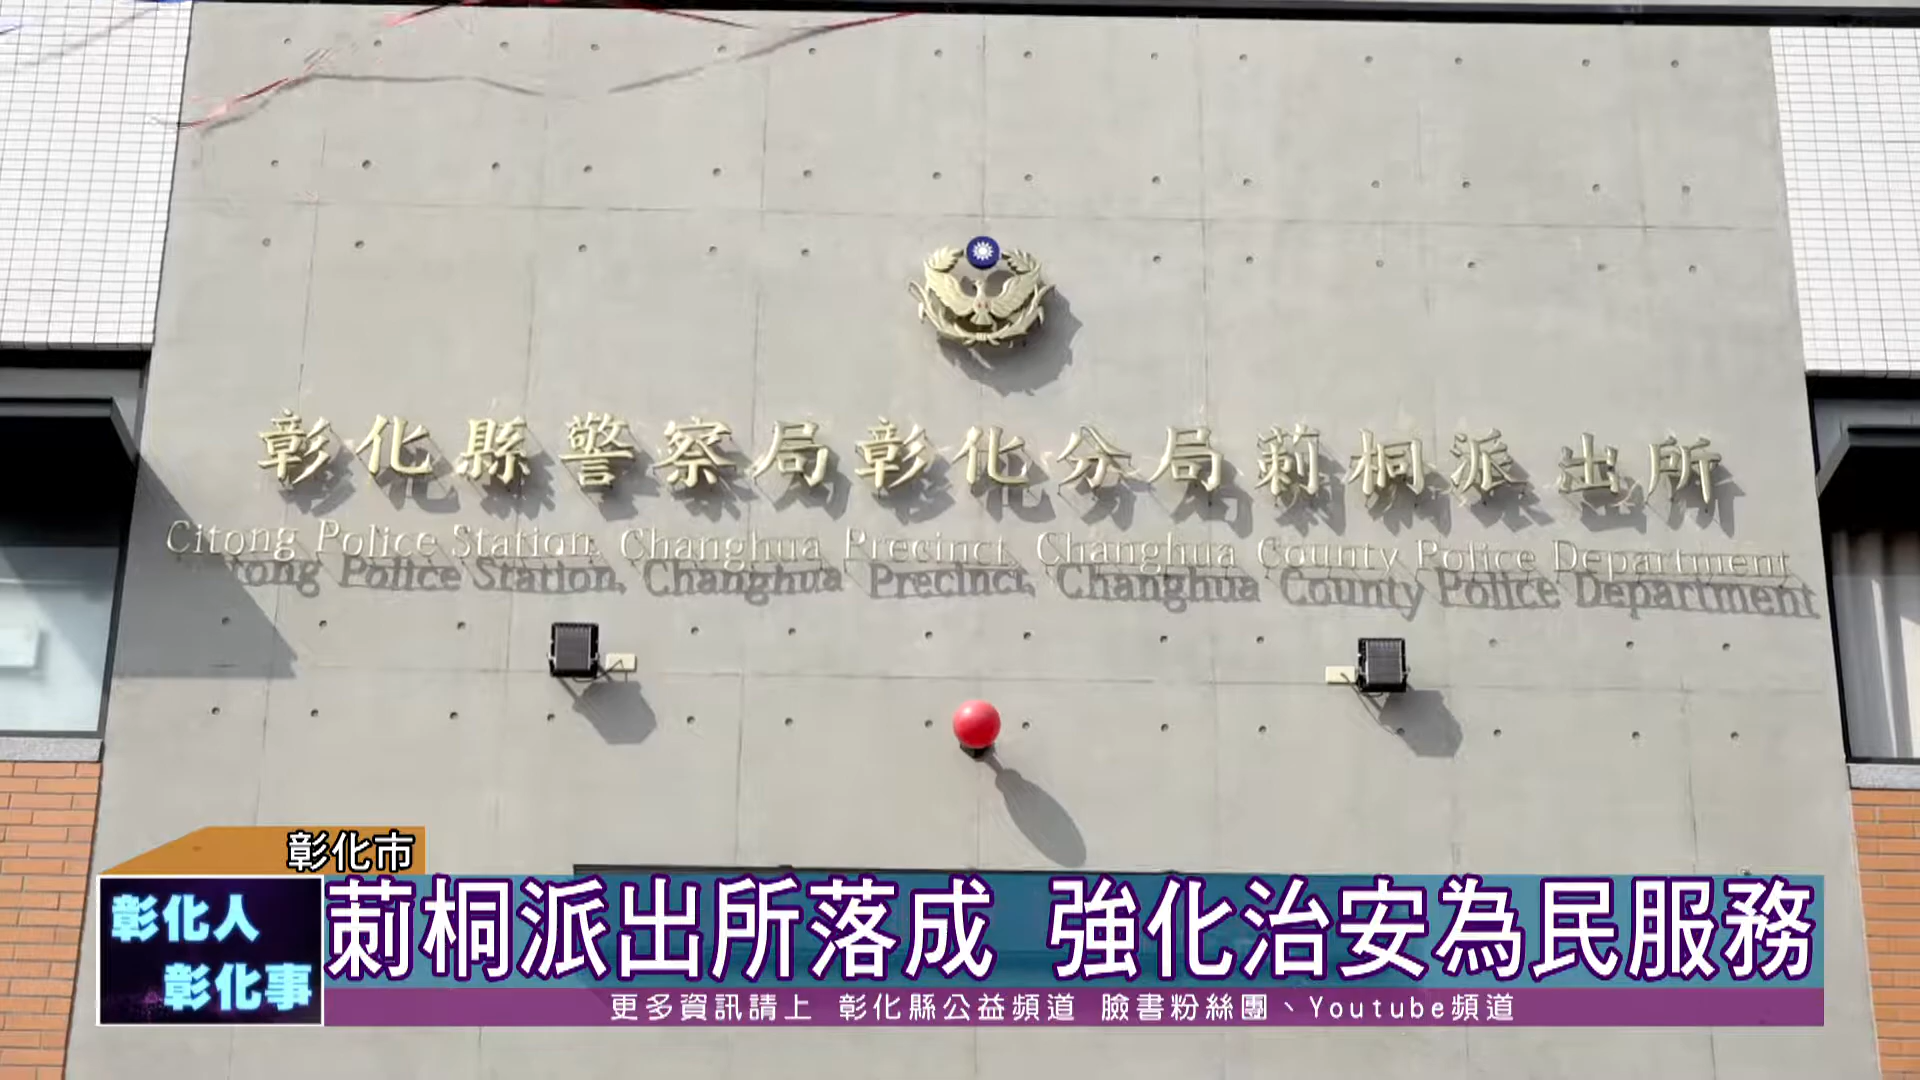 彰化縣警察局彰化分局莿桐派出所
Citong Police Station, Changhua Precinct, Changhua County Police Department
彰化市
彰化人
彰化事
莿桐派出所落成 強化治安為民服務
更多資訊請上 彰化縣公益頻道 臉書粉絲團、Youtube頻道